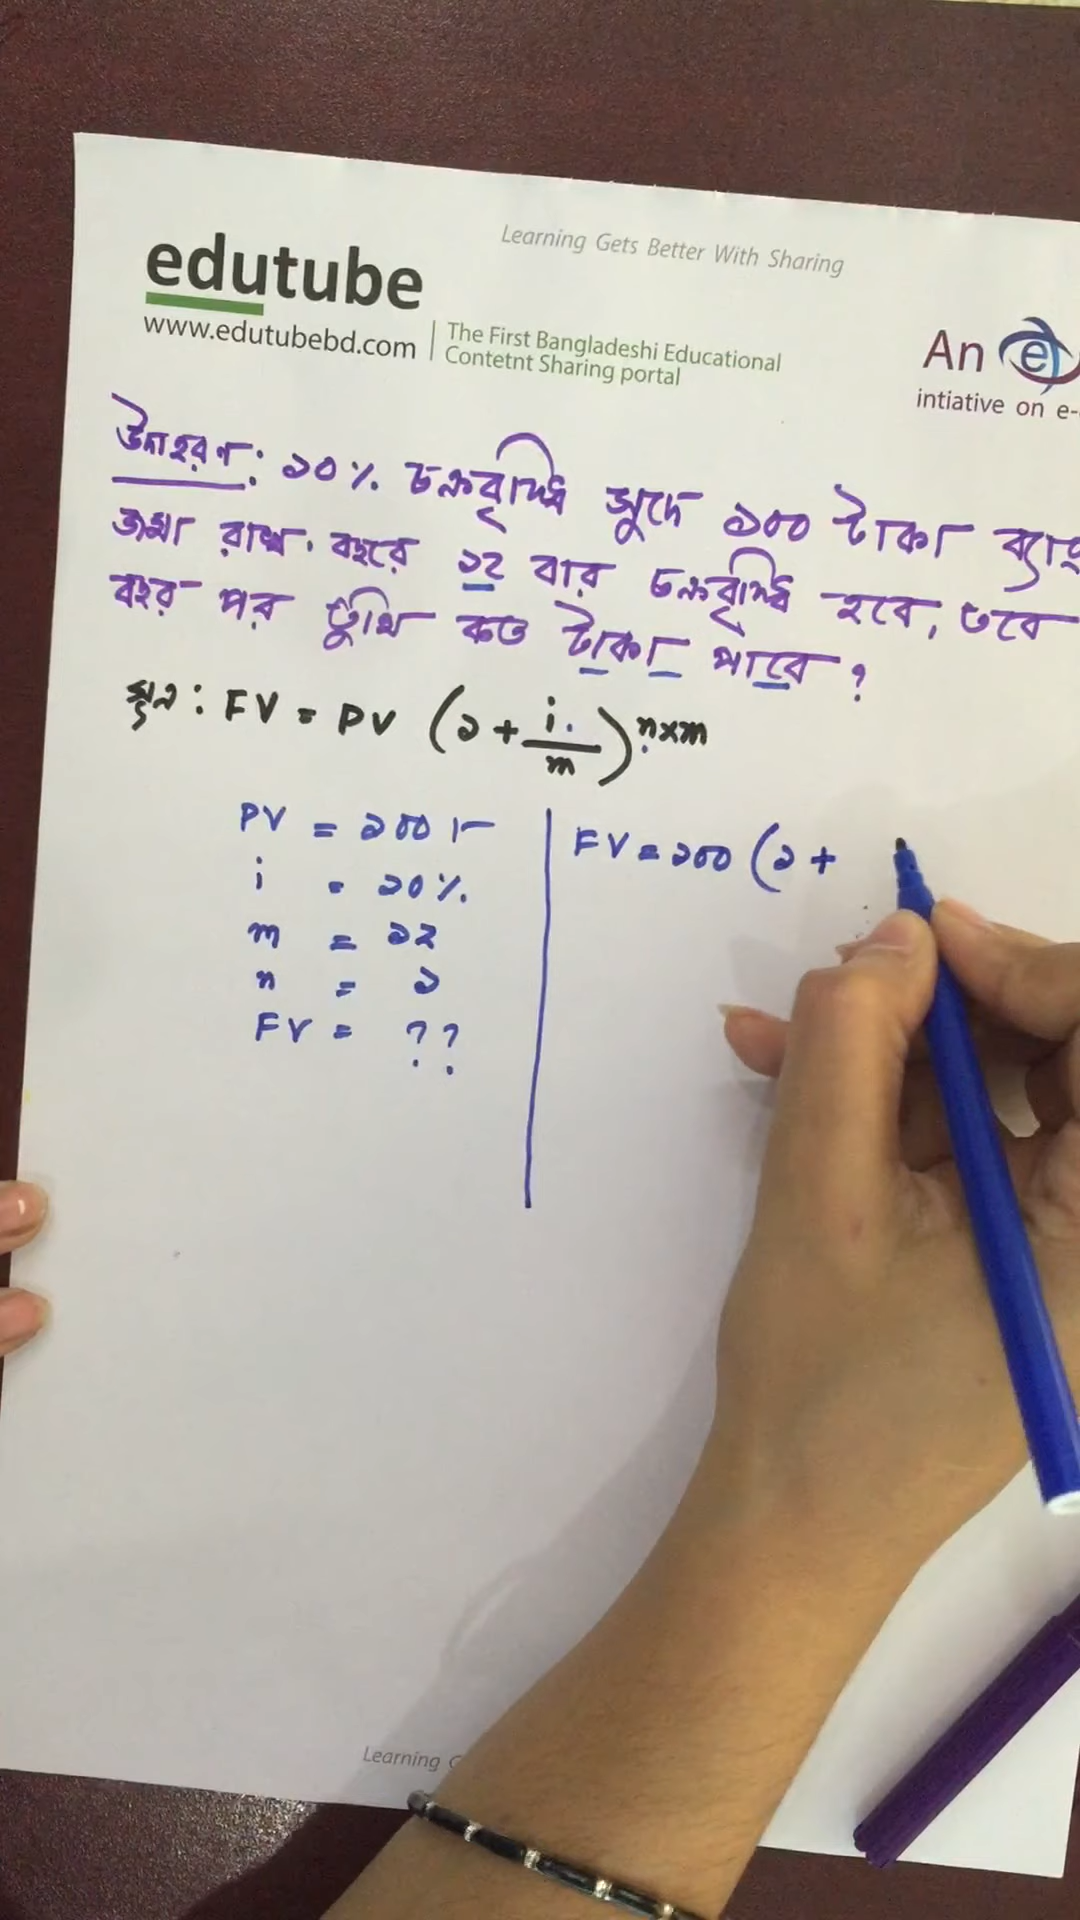 Learning Gets Better With Sharing
edutube
www.edutubebd.com
The First Bangladeshi Educational
Contetnt Sharing portal
An e
intiative on e-
উদাহরণ: ১০% চক্রবৃদ্ধি সুদে ১০০ টাকা
জমা রাখ. বছরে ১২ বার চক্রবৃদ্ধি হবে, তবে
বছর পর তুমি কত টাকা পাবে?
সূত্র: FV = PV (১ + i/m)^n×m
PV = ১০০ ৳
i = ১০%
m = ১২
n = ১
FV = ??
FV = ১০০ (১ +
Learning